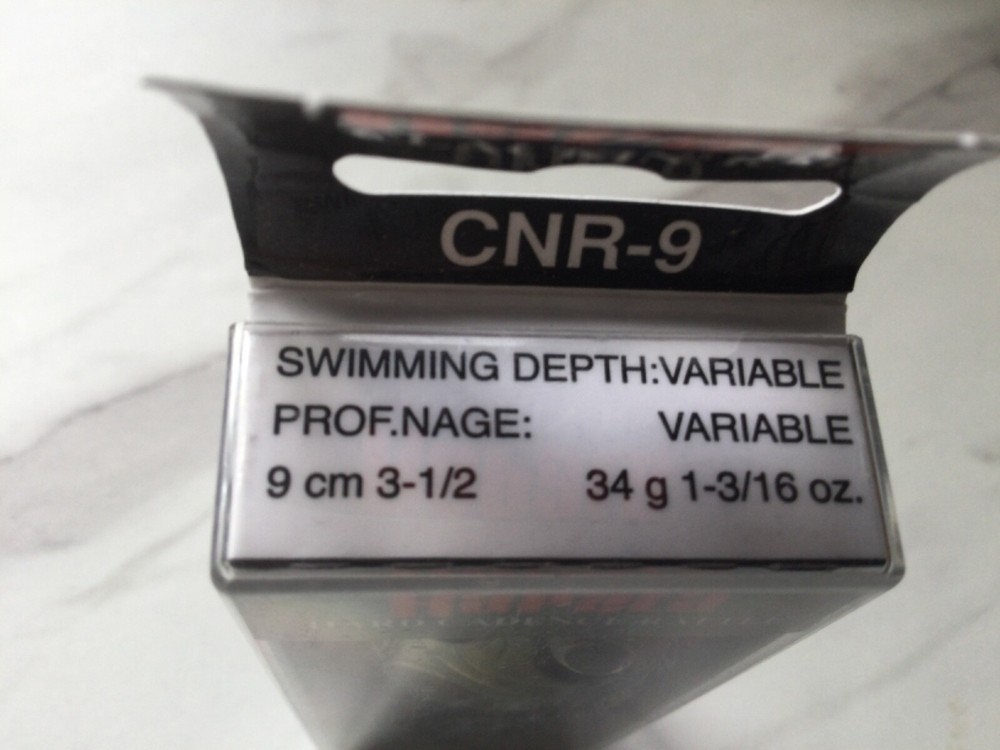 CNR-9
SWIMMING DEPTH:VARIABLE
PROF.NAGE: VARIABLE
9 cm 3-1/2 34 g 1-3/16 oz.